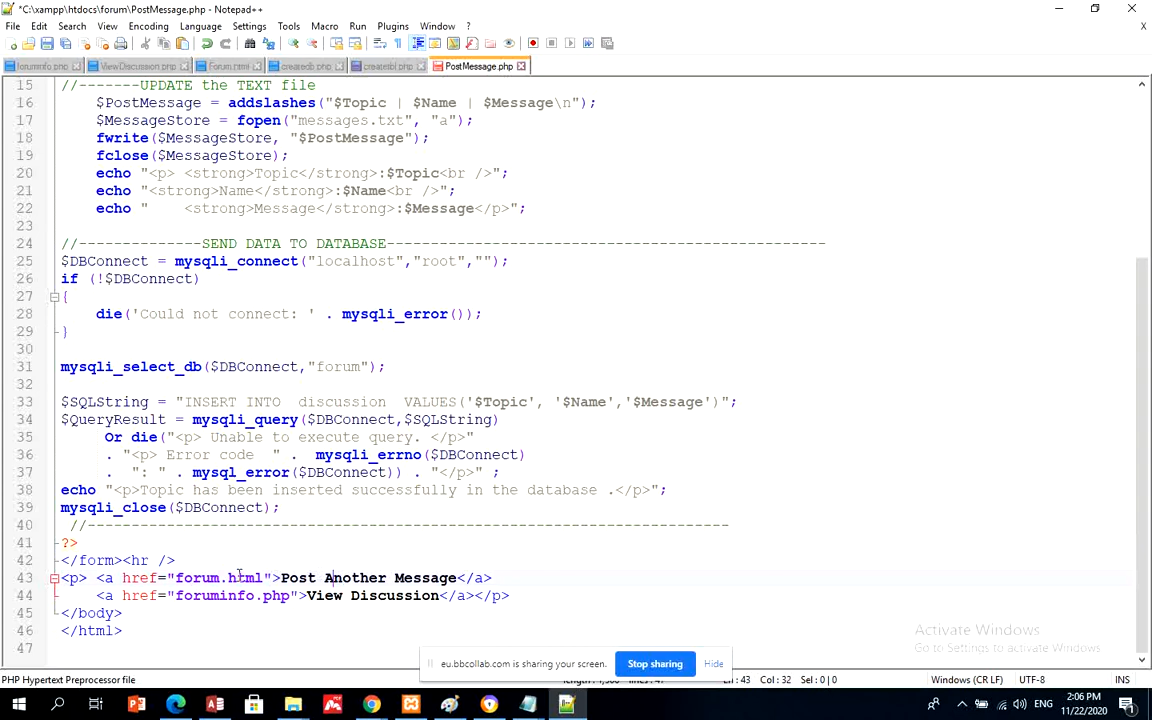 *C:\xampp\htdocs\forum\PostMessage.php - Notepad++
File Edit Search View Encoding Language Settings Tools Macro Run Plugins Window ? X
foruminfo.php ViewDiscussion.php Forum.html createdb.php createtbl.php PostMessage.php
15 //-------UPDATE the TEXT file
16 $PostMessage = addslashes("$Topic | $Name | $Message\n");
17 $MessageStore = fopen("messages.txt", "a");
18 fwrite($MessageStore, "$PostMessage");
19 fclose($MessageStore);
20 echo "<p> <strong>Topic</strong>:$Topic<br />";
21 echo "<strong>Name</strong>:$Name<br />";
22 echo "    <strong>Message</strong>:$Message</p>";
23
24 //--------------SEND DATA TO DATABASE--------------------------------------------------
25 $DBConnect = mysqli_connect("localhost","root","");
26 if (!$DBConnect)
27 {
28 die('Could not connect: ' . mysqli_error());
29 }
30
31 mysqli_select_db($DBConnect,"forum");
32
33 $SQLString = "INSERT INTO  discussion  VALUES('$Topic', '$Name','$Message')";
34 $QueryResult = mysqli_query($DBConnect,$SQLString)
35 Or die("<p> Unable to execute query. </p>"
36 . "<p> Error code  " .  mysqli_errno($DBConnect)
37 .  ": " . mysql_error($DBConnect)) . "</p>" ;
38 echo "<p>Topic has been inserted successfully in the database .</p>";
39 mysqli_close($DBConnect);
40 //-------------------------------------------------------------------------
41 ?>
42 </form><hr />
43 <p> <a href="forum.html">Post Another Message</a>
44 <a href="foruminfo.php">View Discussion</a></p>
45 </body>
46 </html>
47
Activate Windows
Go to Settings to activate Windows.
eu.bbcollab.com is sharing your screen. Stop sharing Hide
PHP Hypertext Preprocessor file Ln : 43 Col : 32 Sel : 0 | 0 Windows (CR LF) UTF-8 INS
ENG 2:06 PM
11/22/2020